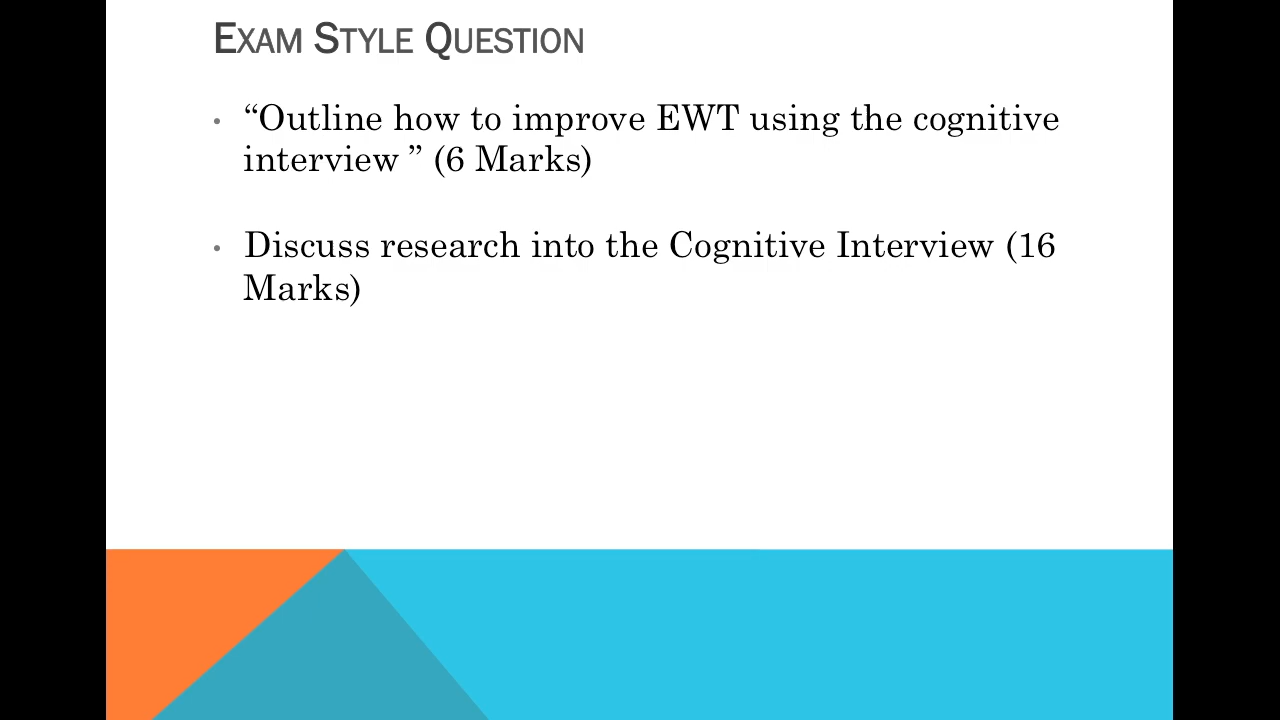 EXAM STYLE QUESTION
• “Outline how to improve EWT using the cognitive
interview ” (6 Marks)
• Discuss research into the Cognitive Interview (16
Marks)